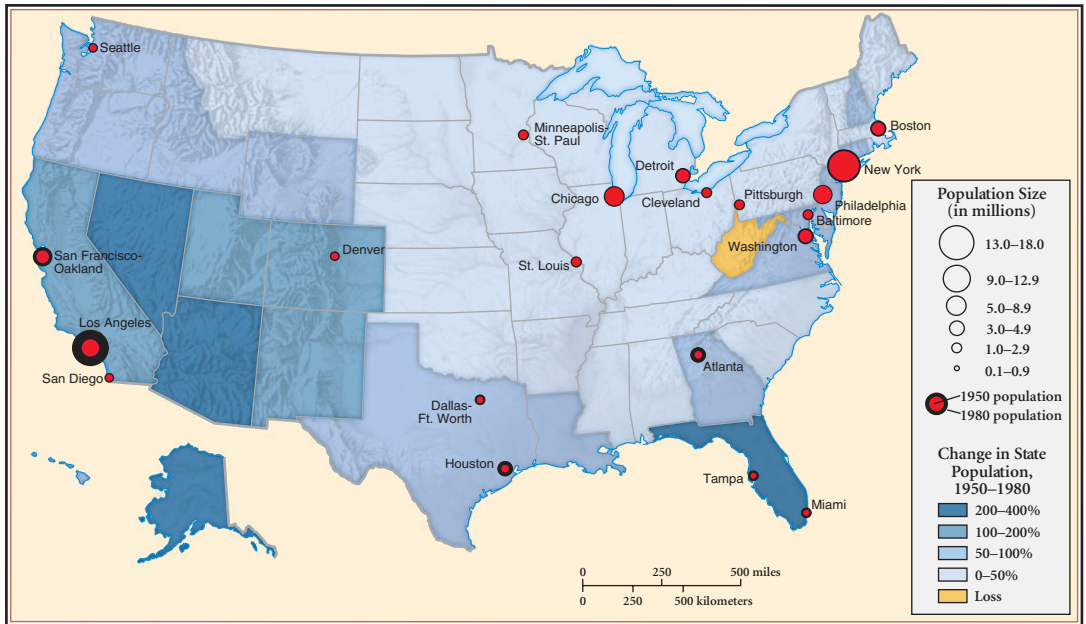 Seattle
Minneapolis-
St. Paul
Boston
Detroit
New York
Chicago
Cleveland
Pittsburgh
Philadelphia
Baltimore
Washington
San Francisco-
Oakland
Denver
St. Louis
Los Angeles
San Diego
Atlanta
Dallas-
Ft. Worth
Houston
Tampa
Miami
0 250 500 miles
0 250 500 kilometers
Population Size
(in millions)
13.0–18.0
9.0–12.9
5.0–8.9
3.0–4.9
1.0–2.9
0.1–0.9
1950 population
1980 population
Change in State
Population,
1950–1980
200–400%
100–200%
50–100%
0–50%
Loss